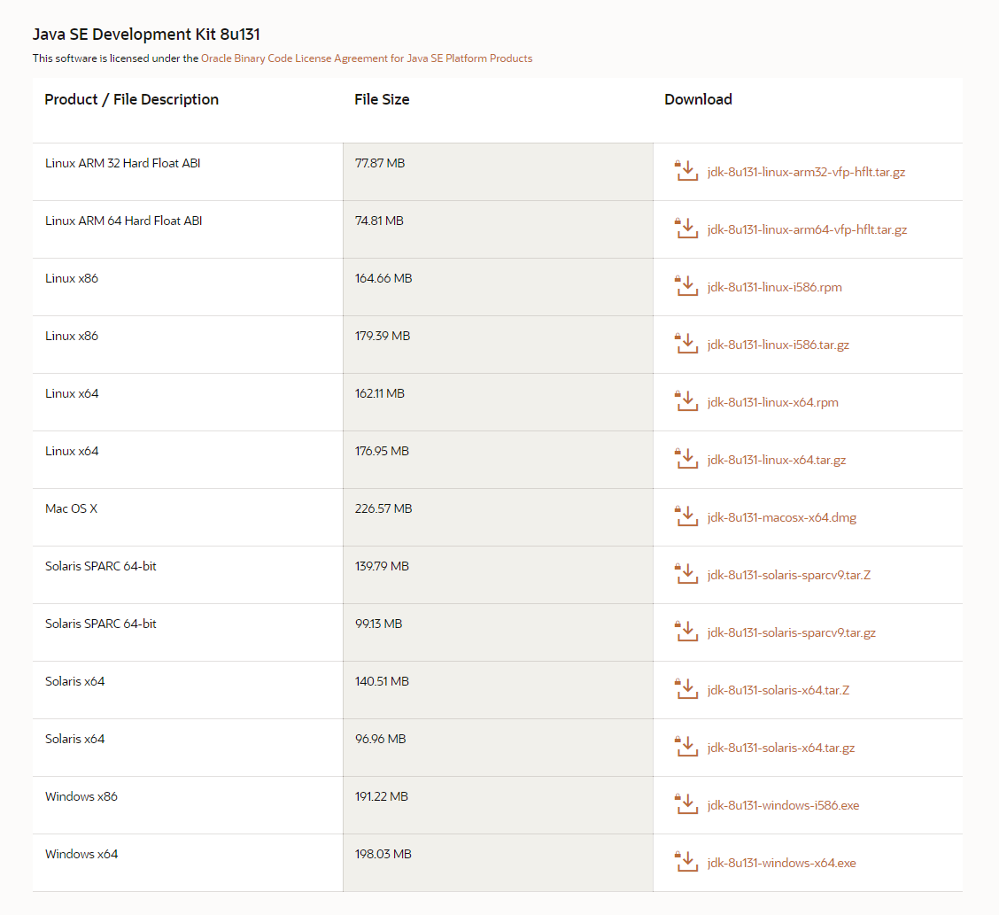 Java SE Development Kit 8u131
This software is licensed under the Oracle Binary Code License Agreement for Java SE Platform Products
Product / File Description File Size Download
Linux ARM 32 Hard Float ABI 77.87 MB jdk-8u131-linux-arm32-vfp-hflt.tar.gz
Linux ARM 64 Hard Float ABI 74.81 MB jdk-8u131-linux-arm64-vfp-hflt.tar.gz
Linux x86 164.66 MB jdk-8u131-linux-i586.rpm
Linux x86 179.39 MB jdk-8u131-linux-i586.tar.gz
Linux x64 162.11 MB jdk-8u131-linux-x64.rpm
Linux x64 176.95 MB jdk-8u131-linux-x64.tar.gz
Mac OS X 226.57 MB jdk-8u131-macosx-x64.dmg
Solaris SPARC 64-bit 139.79 MB jdk-8u131-solaris-sparcv9.tar.Z
Solaris SPARC 64-bit 99.13 MB jdk-8u131-solaris-sparcv9.tar.gz
Solaris x64 140.51 MB jdk-8u131-solaris-x64.tar.Z
Solaris x64 96.96 MB jdk-8u131-solaris-x64.tar.gz
Windows x86 191.22 MB jdk-8u131-windows-i586.exe
Windows x64 198.03 MB jdk-8u131-windows-x64.exe